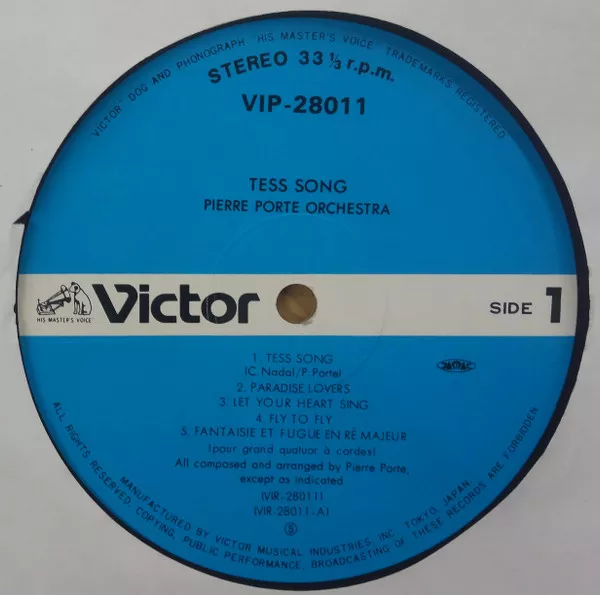 VICTOR" DOG AND PHONOGRAPH "HIS MASTER'S VOICE" TRADEMARKS REGISTERED
STEREO 33 1/3 r.p.m.
VIP-28011
TESS SONG
PIERRE PORTE ORCHESTRA
HIS MASTER'S VOICE
Victor
SIDE 1
1. TESS SONG
(C. Nadal/P. Porte)
2. PARADISE LOVERS
3. LET YOUR HEART SING
4. FLY TO FLY
5. FANTAISIE ET FUGUE EN RÉ MAJEUR
(pour grand quatuor à cordes)
All composed and arranged by Pierre Porte,
except as indicated
(VIR-28011)
(VIR-28011-A)
S
MANUFACTURED BY VICTOR MUSICAL INDUSTRIES, INC. TOKYO, JAPAN
ALL RIGHTS RESERVED. COPYING, PUBLIC PERFORMANCE, BROADCASTING OF THESE RECORDS ARE FORBIDDEN